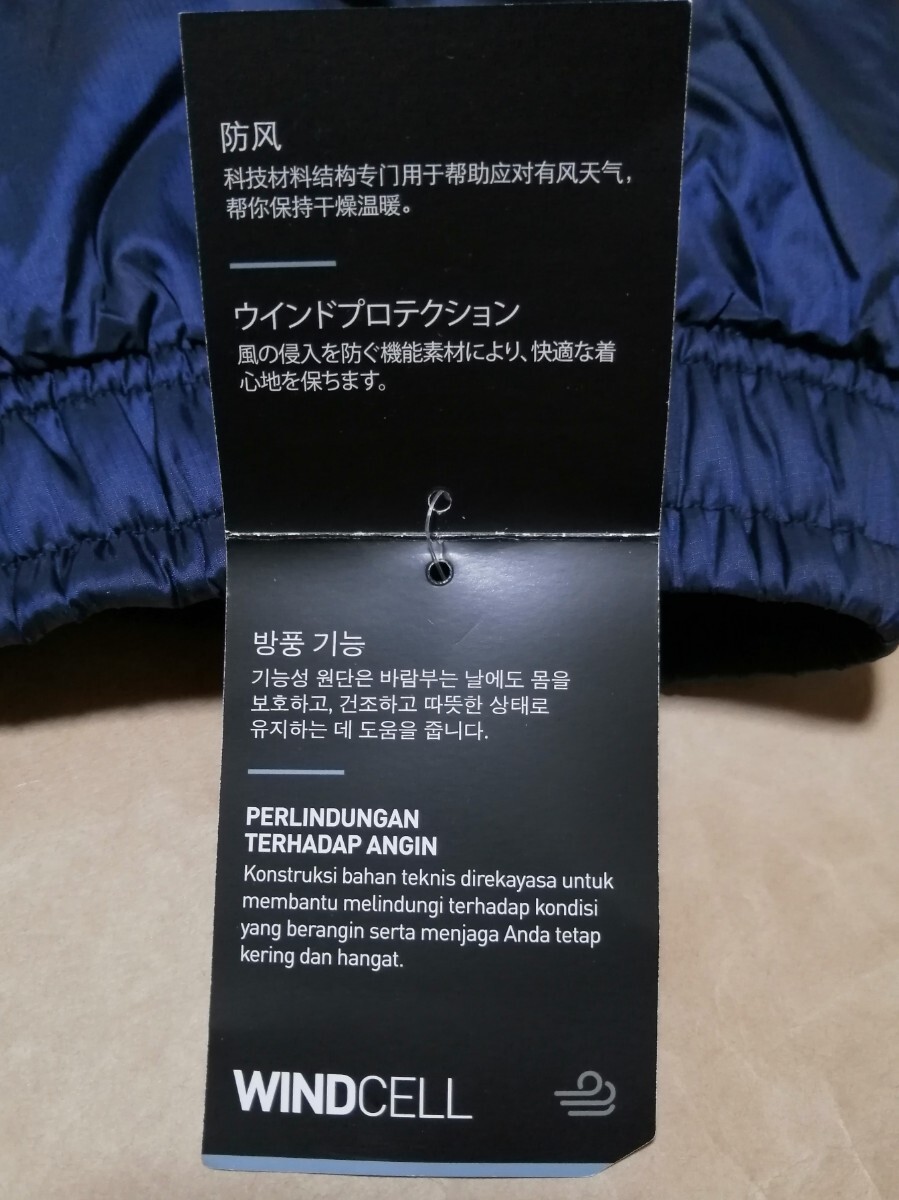 防风
科技材料结构专门用于帮助应对有风天气，
帮你保持干燥温暖。
ウインドプロテクション
風の侵入を防ぐ機能素材により、快適な着
心地を保ちます。
방풍 기능
기능성 원단은 바람부는 날에도 몸을
보호하고, 건조하고 따뜻한 상태로
유지하는 데 도움을 줍니다.
PERLINDUNGAN
TERHADAP ANGIN
Konstruksi bahan teknis direkayasa untuk
membantu melindungi terhadap kondisi
yang berangin serta menjaga Anda tetap
kering dan hangat.
WINDCELL